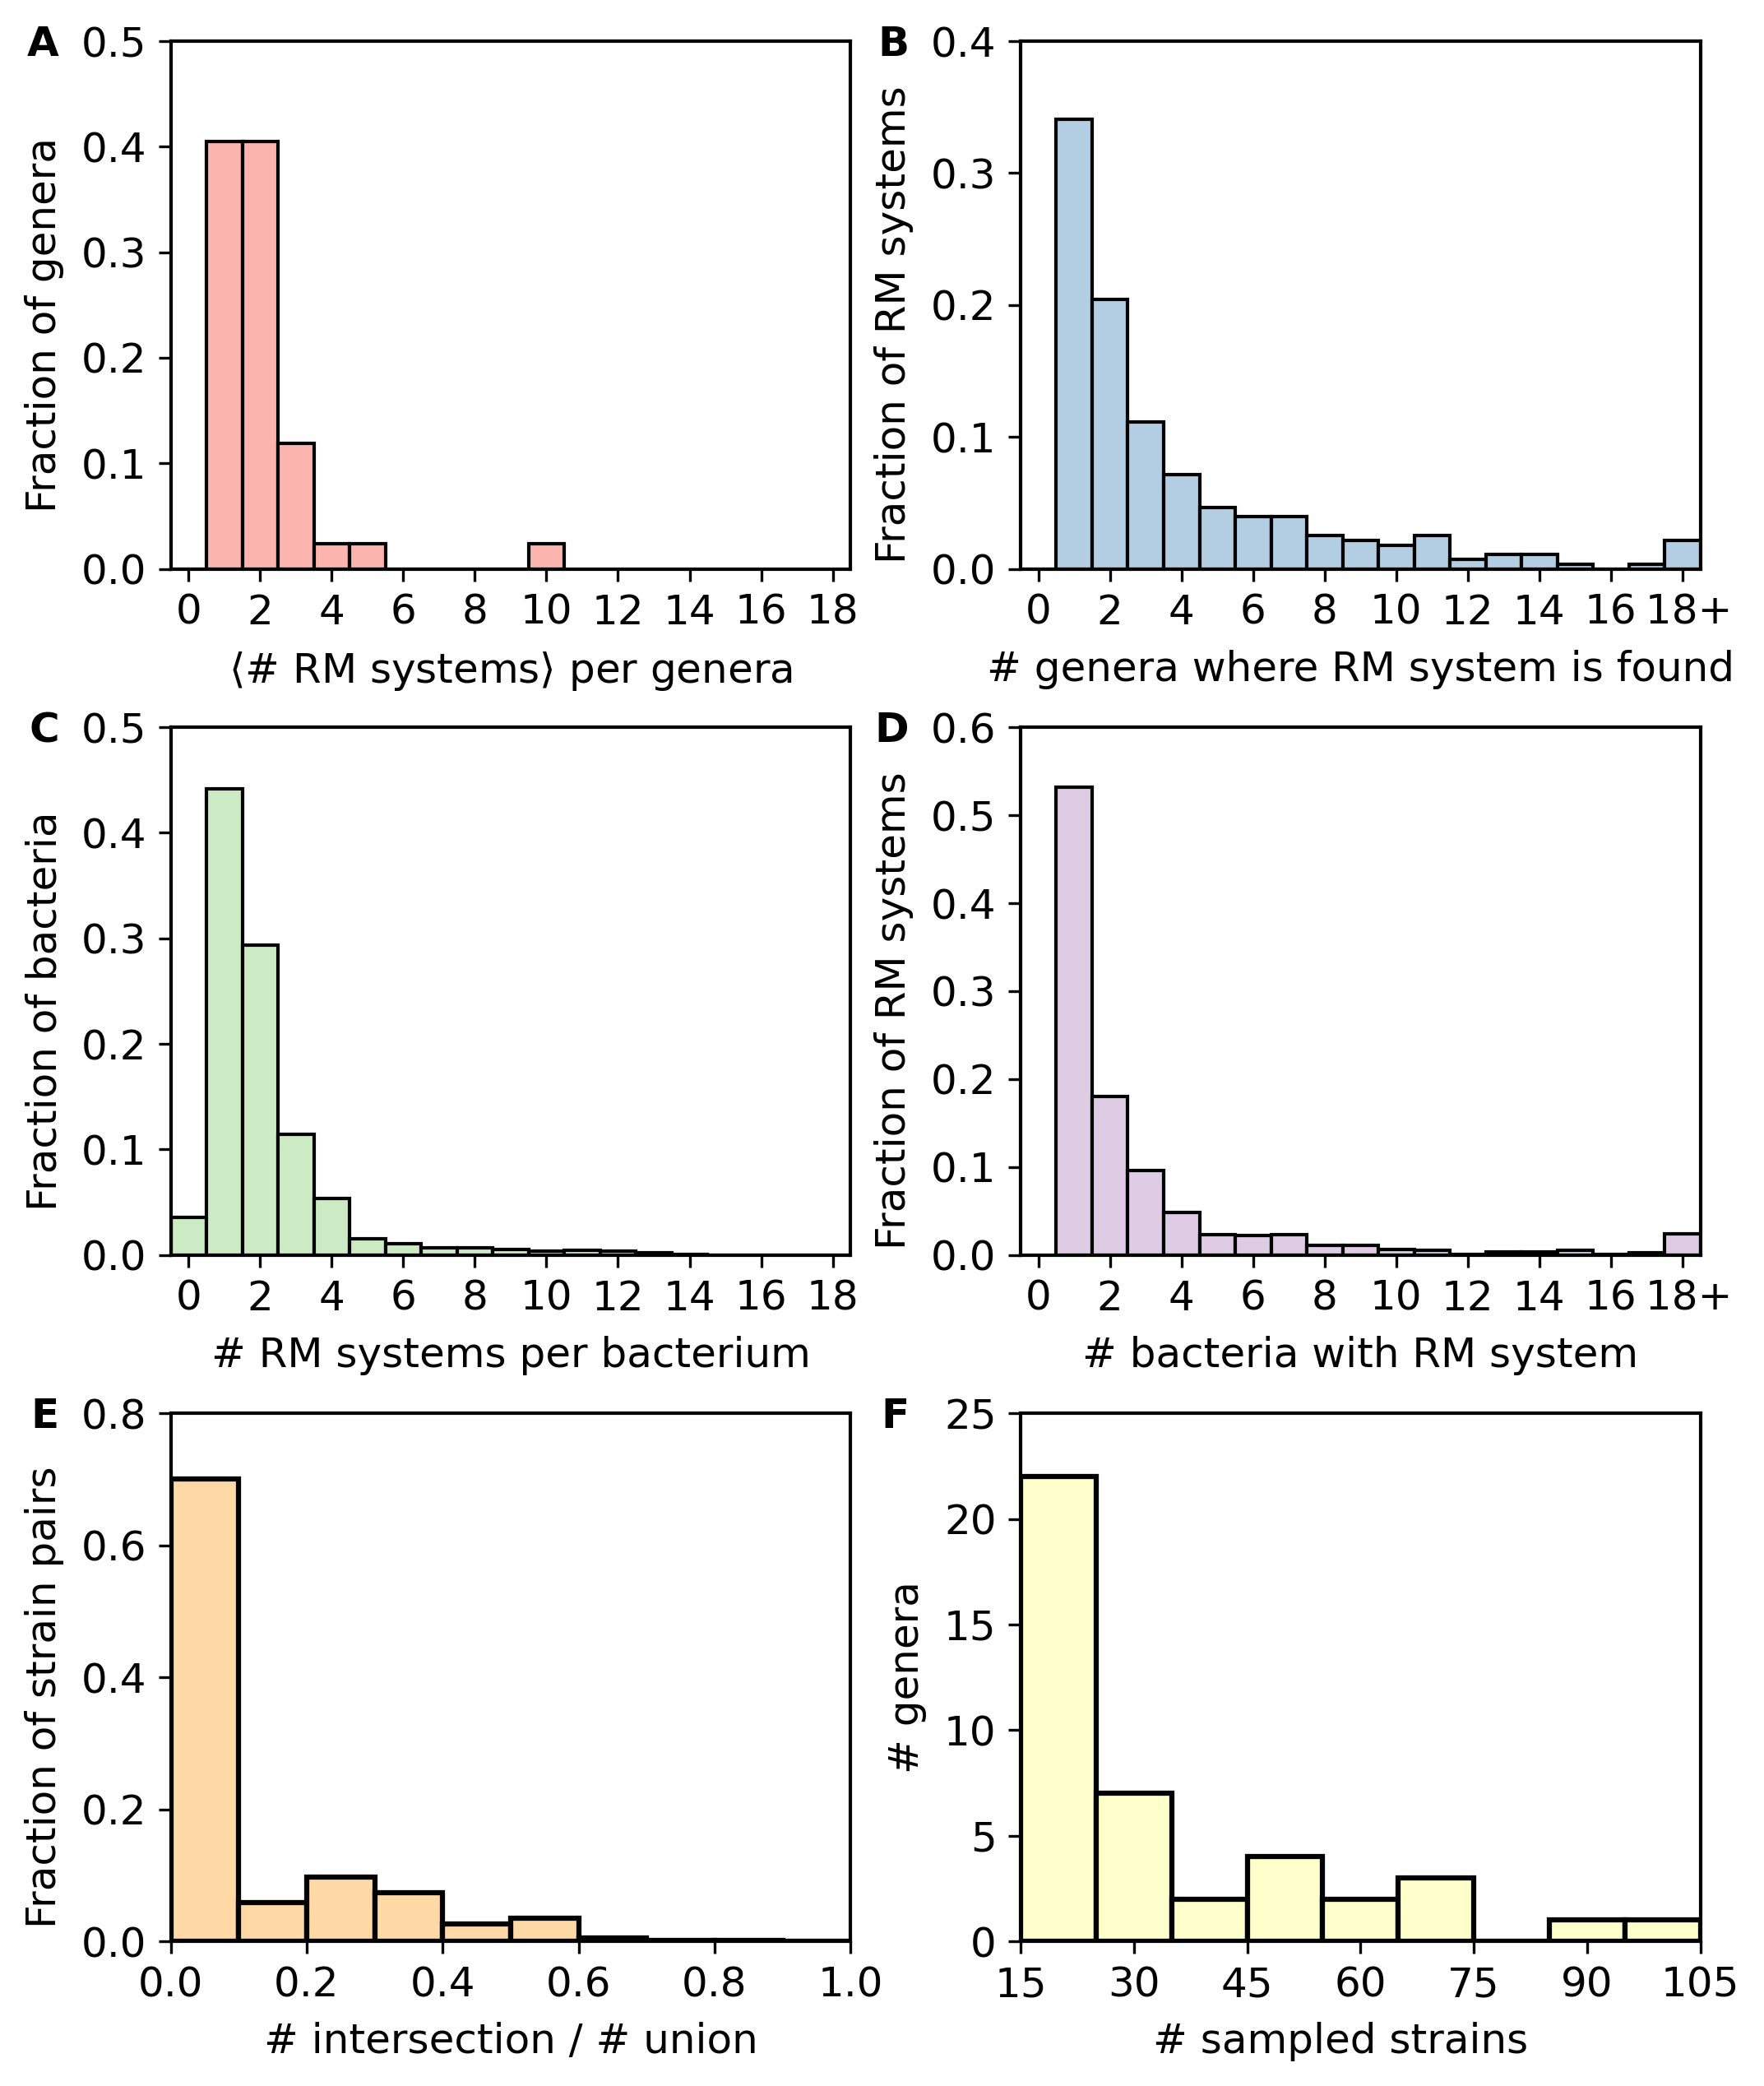 A
0.5
0.4
0.3
0.2
0.1
0.0
Fraction of genera
0 2 4 6 8 10 12 14 16 18
⟨# RM systems⟩ per genera
B
0.4
0.3
0.2
0.1
0.0
Fraction of RM systems
0 2 4 6 8 10 12 14 16 18+
# genera where RM system is found
C
0.5
0.4
0.3
0.2
0.1
0.0
Fraction of bacteria
0 2 4 6 8 10 12 14 16 18
# RM systems per bacterium
D
0.6
0.5
0.4
0.3
0.2
0.1
0.0
Fraction of RM systems
0 2 4 6 8 10 12 14 16 18+
# bacteria with RM system
E
0.8
0.6
0.4
0.2
0.0
Fraction of strain pairs
0.0 0.2 0.4 0.6 0.8 1.0
# intersection / # union
F
25
20
15
10
5
0
# genera
15 30 45 60 75 90 105
# sampled strains